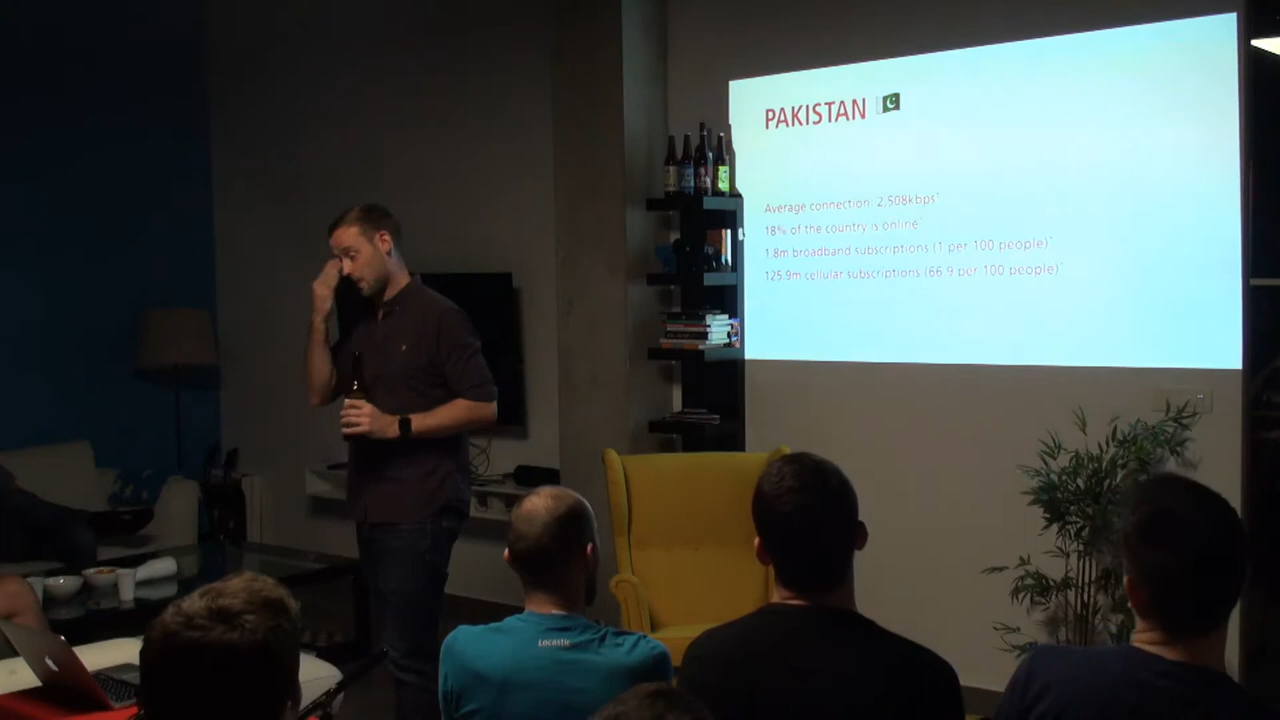 PAKISTAN
Average connection: 2,508kbps*
18% of the country is online*
1.8m broadband subscriptions (1 per 100 people)*
125.9m cellular subscriptions (66.9 per 100 people)*
Locastic